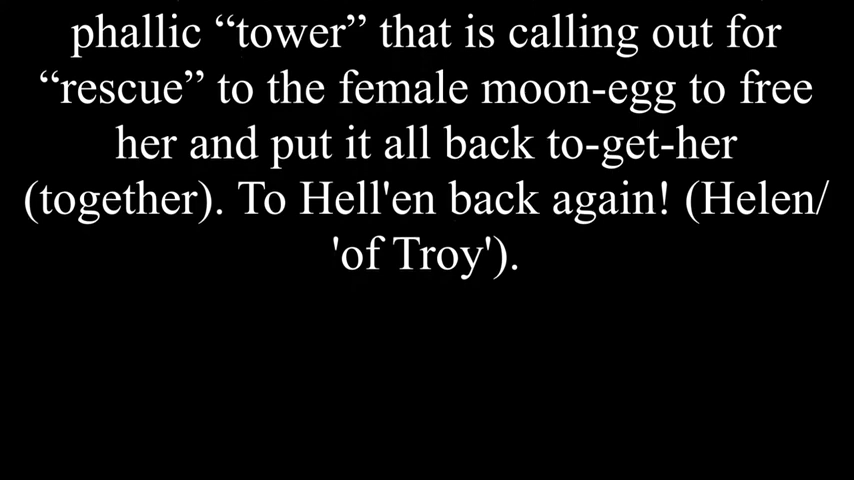 phallic “tower” that is calling out for
“rescue” to the female moon-egg to free
her and put it all back to-get-her
(together). To Hell'en back again! (Helen/
'of Troy').